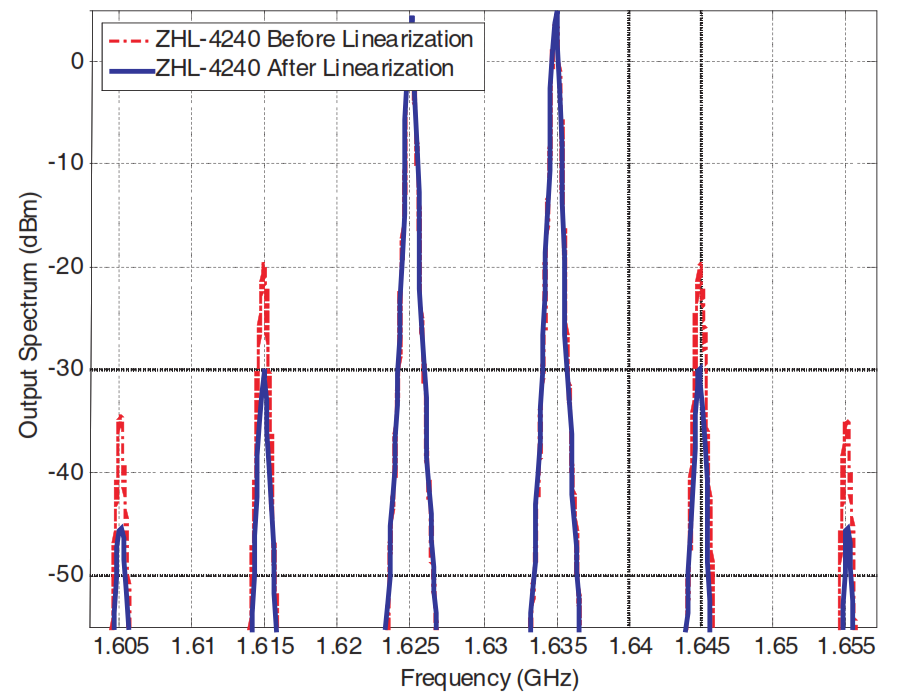 ZHL-4240 Before Linearization
ZHL-4240 After Linearization
Output Spectrum (dBm)
0
-10
-20
-30
-40
-50
1.605 1.61 1.615 1.62 1.625 1.63 1.635 1.64 1.645 1.65 1.655
Frequency (GHz)